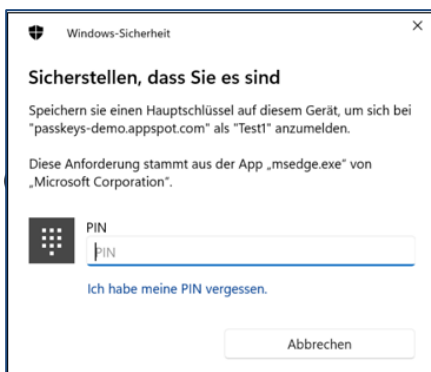 Windows-Sicherheit
Sicherstellen, dass Sie es sind
Speichern sie einen Hauptschlüssel auf diesem Gerät, um sich bei
"passkeys-demo.appspot.com" als "Test1" anzumelden.
Diese Anforderung stammt aus der App „msedge.exe" von
„Microsoft Corporation".
PIN
PIN
Ich habe meine PIN vergessen.
Abbrechen